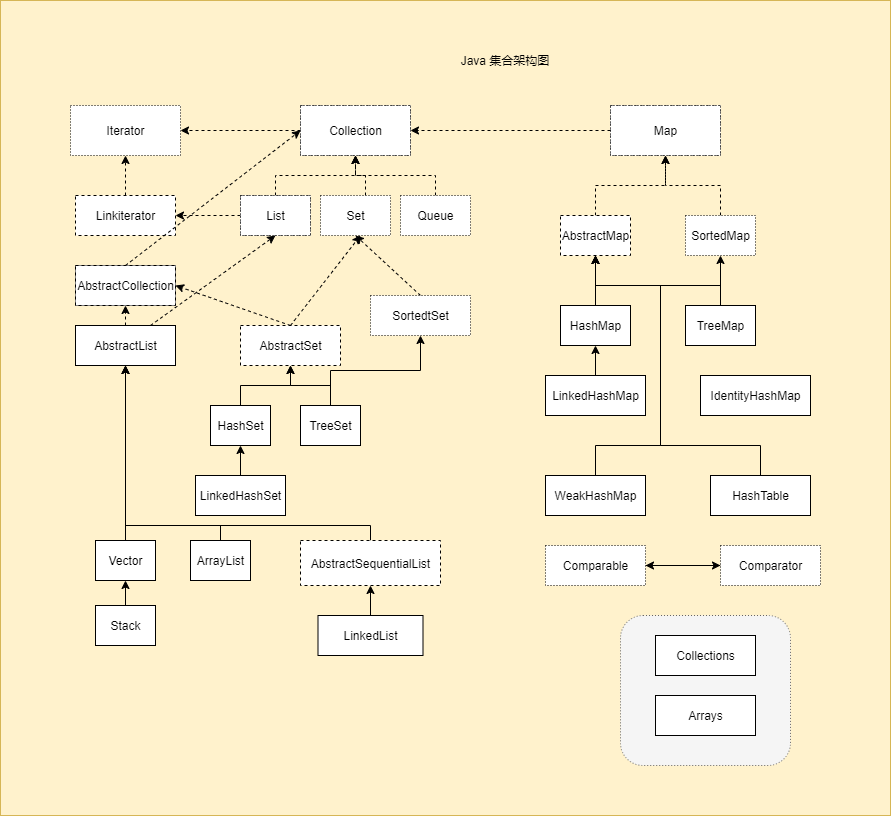 Java 集合架构图
Iterator
Collection
Map
Linkiterator
List
Set
Queue
AbstractMap
SortedMap
AbstractCollection
SortedtSet
HashMap
TreeMap
AbstractList
AbstractSet
LinkedHashMap
IdentityHashMap
HashSet
TreeSet
LinkedHashSet
WeakHashMap
HashTable
Vector
ArrayList
AbstractSequentialList
Comparable
Comparator
Stack
LinkedList
Collections
Arrays